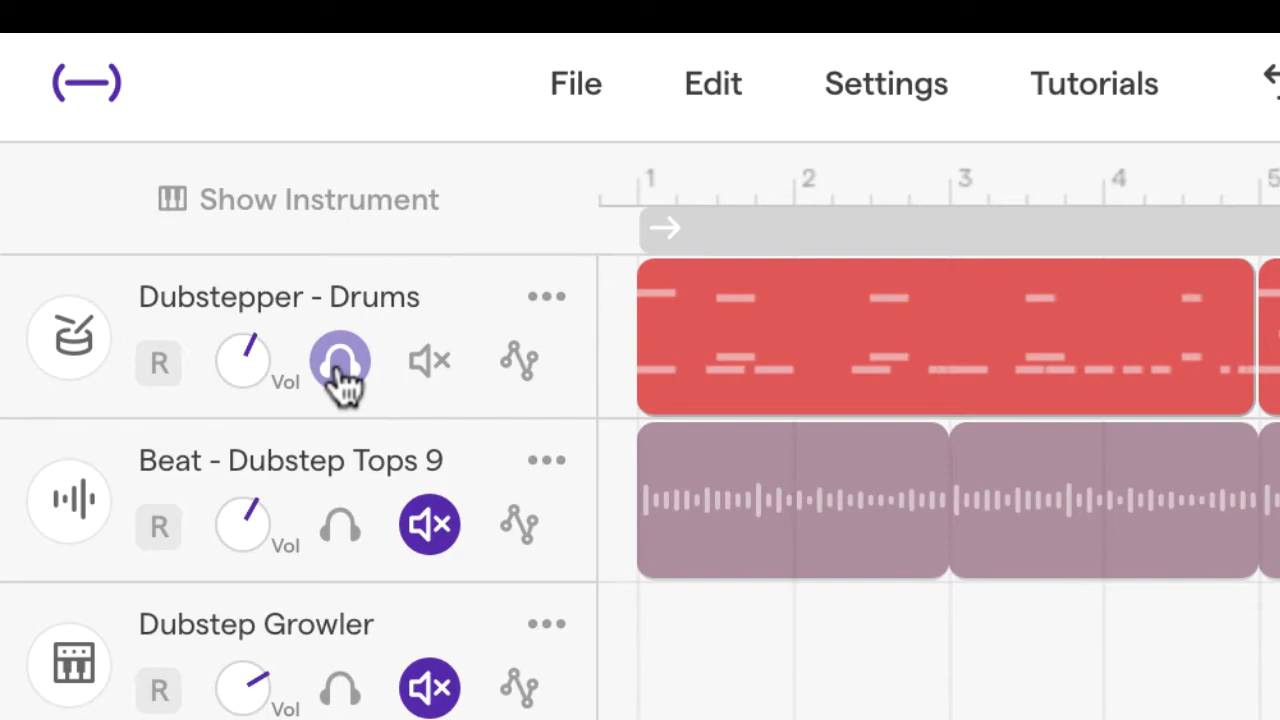 File Edit Settings Tutorials
Show Instrument
1 2 3 4 5
Dubstepper - Drums
R Vol
Beat - Dubstep Tops 9
R Vol
Dubstep Growler
R Vol